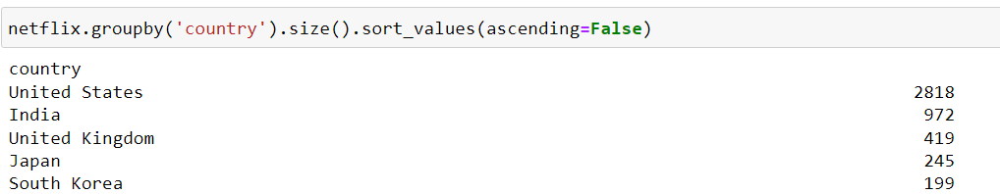 netflix.groupby('country').size().sort_values(ascending=False)
country
United States 2818
India 972
United Kingdom 419
Japan 245
South Korea 199